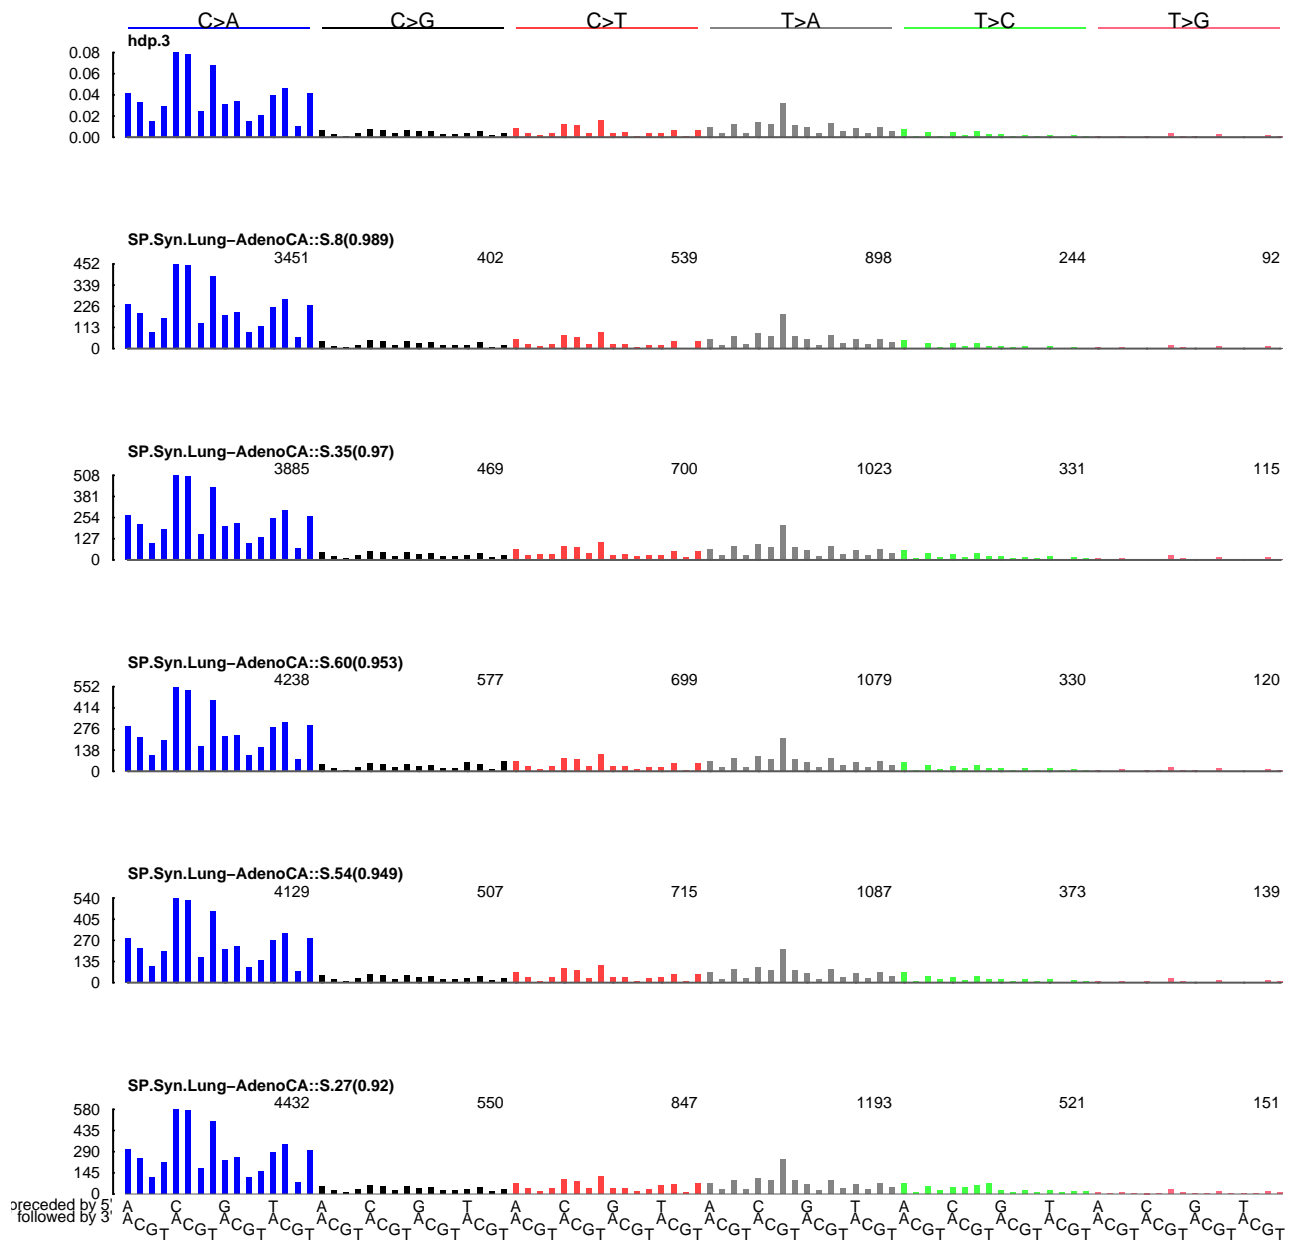 C>A C>G C>T T>A T>C T>G
hdp.3
0.08
0.06
0.04
0.02
0.00
SP.Syn.Lung−AdenoCA::S.8(0.989)
3451 402 539 898 244 92
452
339
226
113
0
SP.Syn.Lung−AdenoCA::S.35(0.97)
3885 469 700 1023 331 115
508
381
254
127
0
SP.Syn.Lung−AdenoCA::S.60(0.953)
4238 577 699 1079 330 120
552
414
276
138
0
SP.Syn.Lung−AdenoCA::S.54(0.949)
4129 507 715 1087 373 139
540
405
270
135
0
SP.Syn.Lung−AdenoCA::S.27(0.92)
4432 550 847 1193 521 151
580
435
290
145
0
preceded by 5' A C G T A C G T A C G T A C G T A C G T A C G T
followed by 3' A C G T A C G T A C G T A C G T A C G T A C G T A C G T A C G T A C G T A C G T A C G T A C G T A C G T A C G T A C G T A C G T A C G T A C G T A C G T A C G T A C G T A C G T A C G T A C G T